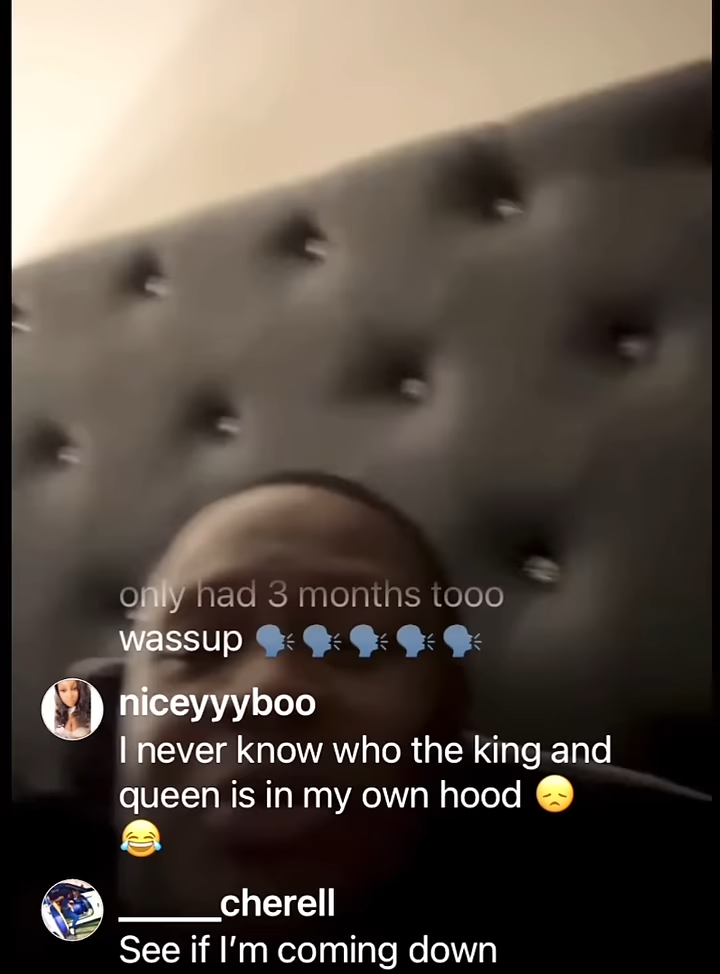 only had 3 months tooo
wassup 🗣️🗣️🗣️🗣️🗣️
niceyyyboo
I never know who the king and
queen is in my own hood 😞
😂
_____cherell
See if I'm coming down